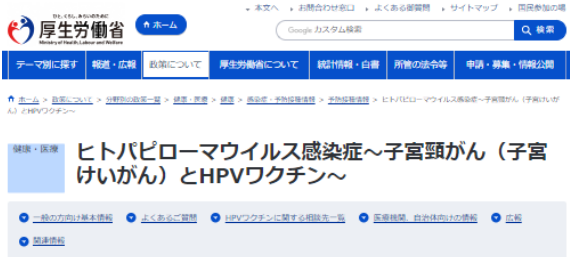 本文へ お問合わせ窓口 よくある御質問 サイトマップ 国民参加の場
ひと、くらし、みらいのために
厚生労働省
Ministry of Health, Labour and Welfare
ホーム
Google カスタム検索
検索
テーマ別に探す 報道・広報 政策について 厚生労働省について 統計情報・白書 所管の法令等 申請・募集・情報公開
ホーム > 政策について > 分野別の政策一覧 > 健康・医療 > 健康 > 感染症・予防接種情報 > 予防接種情報 > ヒトパピローマウイルス感染症~子宮頸がん(子宮けいが
ん)とHPVワクチン~
健康・医療
ヒトパピローマウイルス感染症~子宮頸がん(子宮
けいがん)とHPVワクチン~
一般の方向け基本情報 よくあるご質問 HPVワクチンに関する相談先一覧 医療機関、自治体向けの情報 広報
関連情報